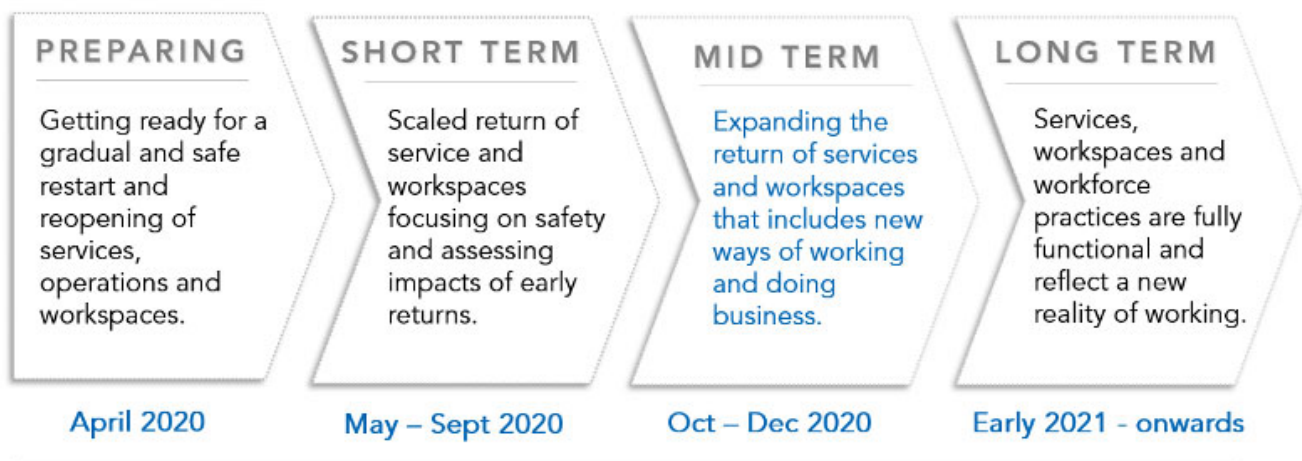 PREPARING
Getting ready for a
gradual and safe
restart and
reopening of
services,
operations and
workspaces.
April 2020
SHORT TERM
Scaled return of
service and
workspaces
focusing on safety
and assessing
impacts of early
returns.
May – Sept 2020
MID TERM
Expanding the
return of services
and workspaces
that includes new
ways of working
and doing
business.
Oct – Dec 2020
LONG TERM
Services,
workspaces and
workforce
practices are fully
functional and
reflect a new
reality of working.
Early 2021 - onwards